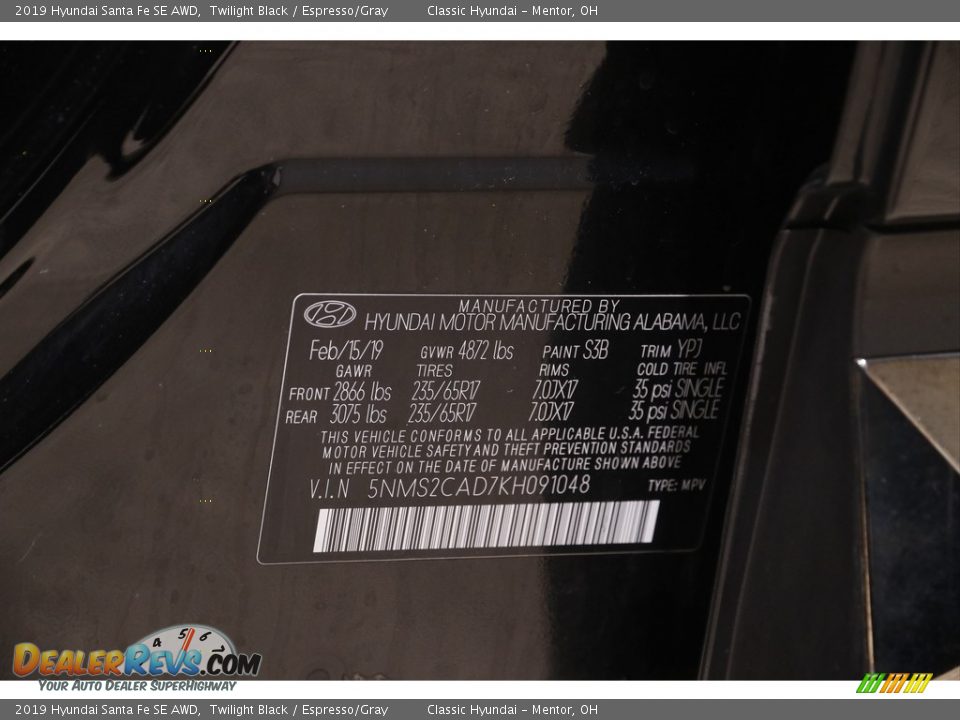 2019 Hyundai Santa Fe SE AWD, Twilight Black / Espresso/Gray Classic Hyundai - Mentor, OH
MANUFACTURED BY
HYUNDAI MOTOR MANUFACTURING ALABAMA, LLC
Feb/15/19 GVWR 4872 lbs PAINT S3B TRIM YPJ
GAWR TIRES RIMS COLD TIRE INFL
FRONT 2866 lbs 235/65R17 7.0JX17 35 psi SINGLE
REAR 3075 lbs 235/65R17 7.0JX17 35 psi SINGLE
THIS VEHICLE CONFORMS TO ALL APPLICABLE U.S.A. FEDERAL
MOTOR VEHICLE SAFETY AND THEFT PREVENTION STANDARDS
IN EFFECT ON THE DATE OF MANUFACTURE SHOWN ABOVE
V.I.N 5NMS2CAD7KH091048 TYPE: MPV
4 5 6 7
DEALERREVS.COM
YOUR AUTO DEALER SUPERHIGHWAY
2019 Hyundai Santa Fe SE AWD, Twilight Black / Espresso/Gray Classic Hyundai - Mentor, OH